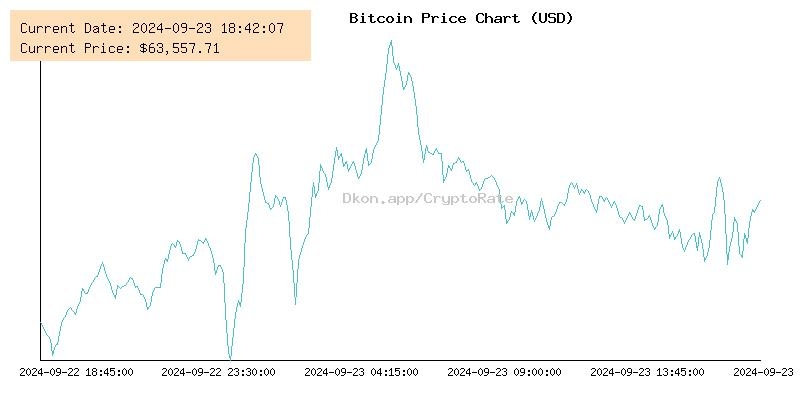 Bitcoin Price Chart (USD)
Current Date: 2024-09-23 18:42:07
Current Price: $63,557.71
Dkon.app/CryptoRate
2024-09-22 18:45:00 2024-09-22 23:30:00 2024-09-23 04:15:00 2024-09-23 09:00:00 2024-09-23 13:45:00 2024-09-23